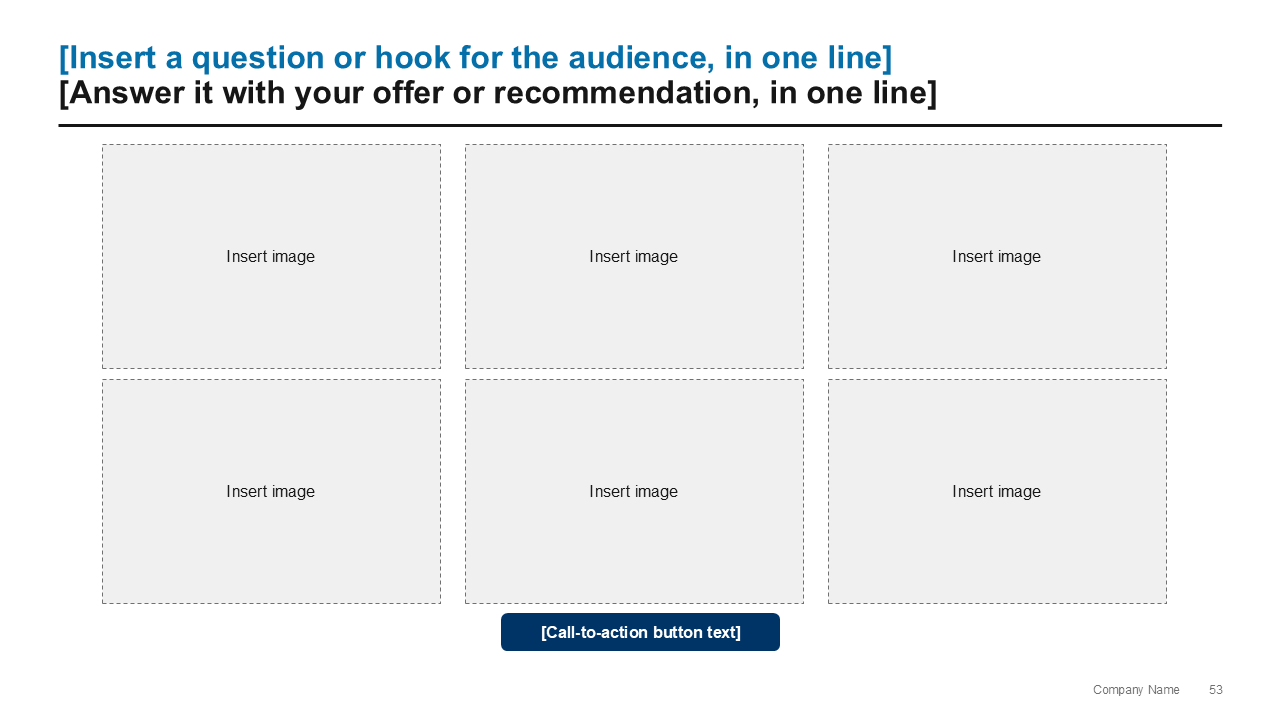 [Insert a question or hook for the audience, in one line]
[Answer it with your offer or recommendation, in one line]
Insert image
Insert image
Insert image
Insert image
Insert image
Insert image
[Call-to-action button text]
Company Name
53